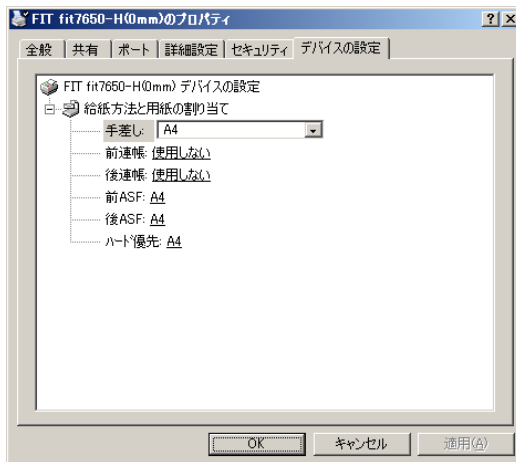 FIT fit7650-H(0mm)のプロパティ
全般 共有 ポート 詳細設定 セキュリティ デバイスの設定
FIT fit7650-H(0mm) デバイスの設定
給紙方法と用紙の割り当て
手差し: A4
前連帳: 使用しない
後連帳: 使用しない
前ASF: A4
後ASF: A4
ハード優先: A4
OK キャンセル 適用(A)